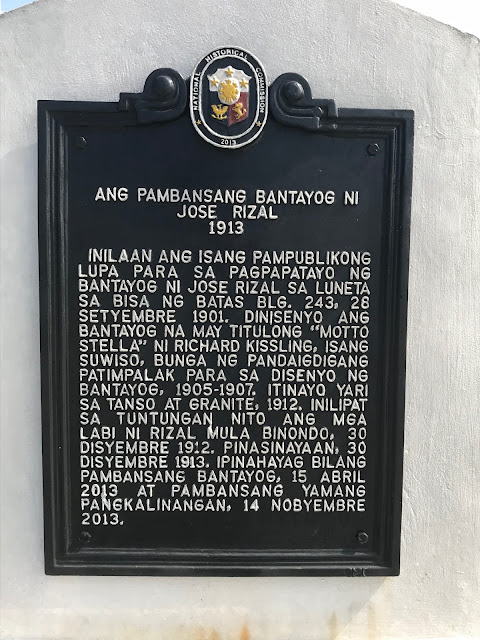 NATIONAL HISTORICAL COMMISSION
2013
ANG PAMBANSANG BANTAYOG NI
JOSE RIZAL
1913
INILAAN ANG ISANG PAMPUBLIKONG
LUPA PARA SA PAGPAPATAYO NG
BANTAYOG NI JOSE RIZAL SA LUNETA
SA BISA NG BATAS BLG. 243, 28
SETYEMBRE 1901. DINISENYO ANG
BANTAYOG NA MAY TITULONG "MOTTO
STELLA" NI RICHARD KISSLING, ISANG
SUWISO, BUNGA NG PANDAIGDIGANG
PATIMPALAK PARA SA DISENYO NG
BANTAYOG, 1905-1907. ITINAYO YARI
SA TANSO AT GRANITE, 1912. INILIPAT
SA TUNTUNGAN NITO ANG MGA
LABI NI RIZAL MULA BINONDO, 30
DISYEMBRE 1912. PINASINAYAAN, 30
DISYEMBRE 1913. IPINAHAYAG BILANG
PAMBANSANG BANTAYOG, 15 ABRIL
2013 AT PAMBANSANG YAMANG
PANGKALINANGAN, 14 NOBYEMBRE
2013.